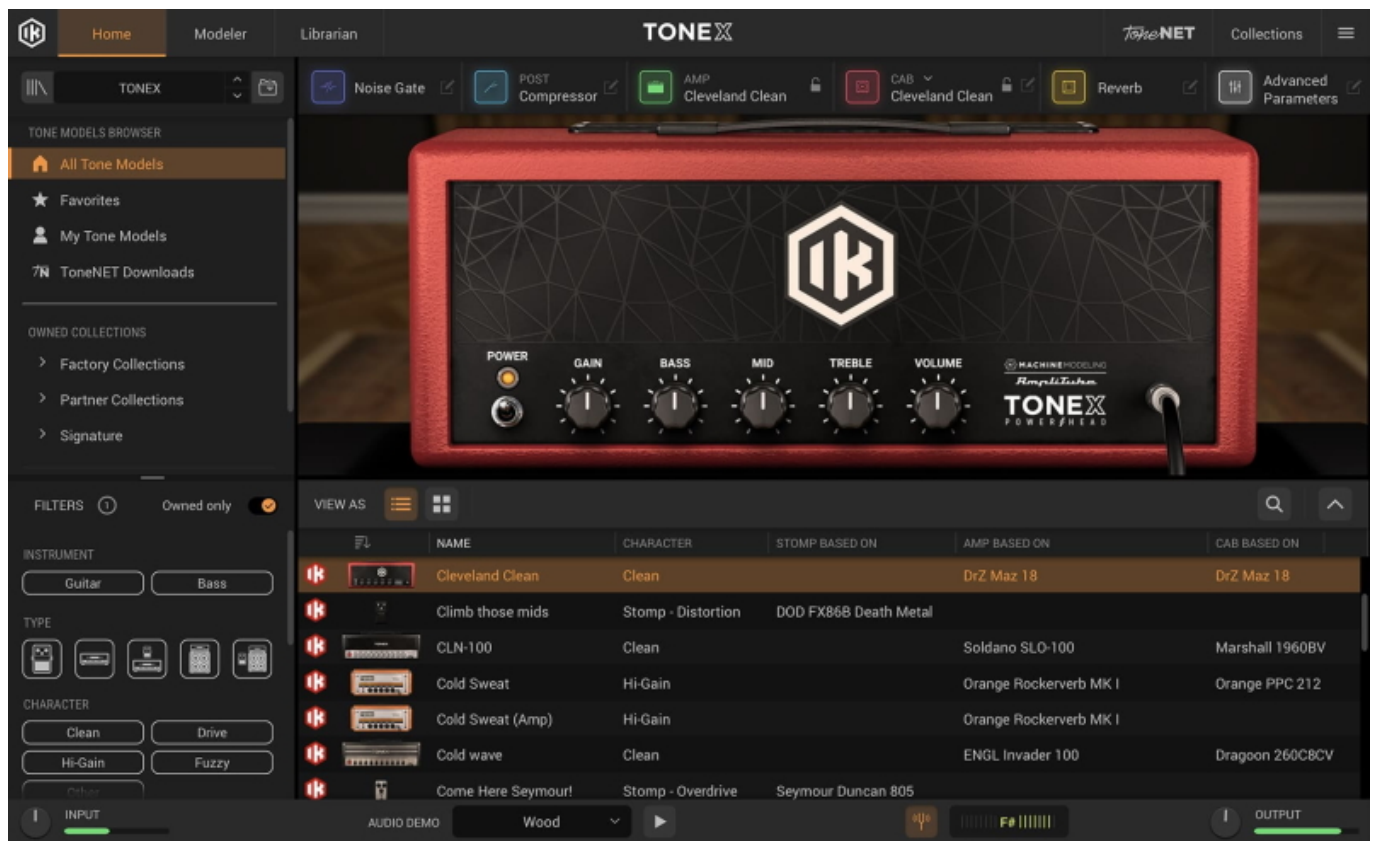 Home
Modeler
Librarian
TONEX
ToneNET
Collections
TONEX
Noise Gate
POST
Compressor
AMP
Cleveland Clean
CAB
Cleveland Clean
Reverb
Advanced
Parameters
TONE MODELS BROWSER
All Tone Models
Favorites
My Tone Models
ToneNET Downloads
OWNED COLLECTIONS
Factory Collections
Partner Collections
Signature
POWER GAIN BASS MID TREBLE VOLUME
MACHINE MODELING
AmpliTube
TONEX
POWERHEAD
FILTERS 1 Owned only
INSTRUMENT
Guitar Bass
TYPE
CHARACTER
Clean Drive
Hi-Gain Fuzzy
Other
VIEW AS
NAME CHARACTER STOMP BASED ON AMP BASED ON CAB BASED ON
Cleveland Clean Clean DrZ Maz 18 DrZ Maz 18
Climb those mids Stomp - Distortion DOD FX86B Death Metal
CLN-100 Clean Soldano SLO-100 Marshall 1960BV
Cold Sweat Hi-Gain Orange Rockerverb MK I Orange PPC 212
Cold Sweat (Amp) Hi-Gain Orange Rockerverb MK I
Cold wave Clean ENGL Invader 100 Dragoon 260C8CV
Come Here Seymour! Stomp - Overdrive Seymour Duncan 805
INPUT
AUDIO DEMO Wood
F#
OUTPUT